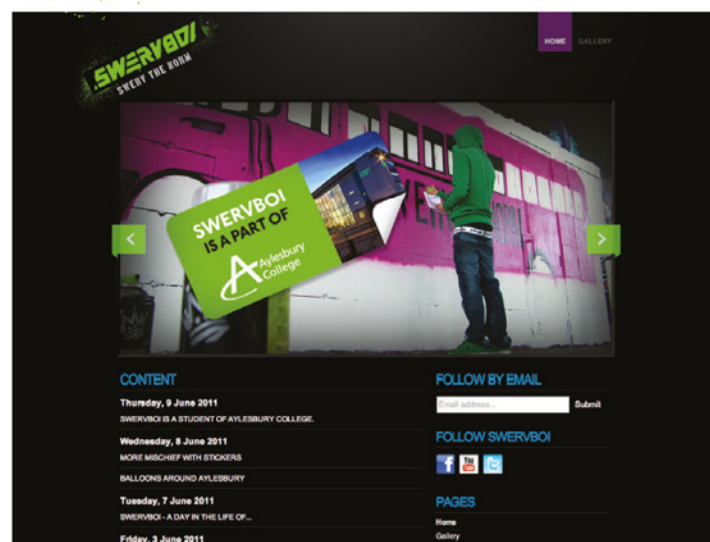 SWERVBOI
SWERV THE NORM
HOME GALLERY
SWERVBOI
IS A PART OF
Aylesbury
College
CONTENT
Thursday, 9 June 2011
SWERVBOI IS A STUDENT OF AYLESBURY COLLEGE.
Wednesday, 8 June 2011
MORE MISCHIEF WITH STICKERS
BALLOONS AROUND AYLESBURY
Tuesday, 7 June 2011
SWERVBOI - A DAY IN THE LIFE OF...
Friday, 3 June 2011
FOLLOW BY EMAIL
Email address... Submit
FOLLOW SWERVBOI
You
PAGES
Home
Gallery